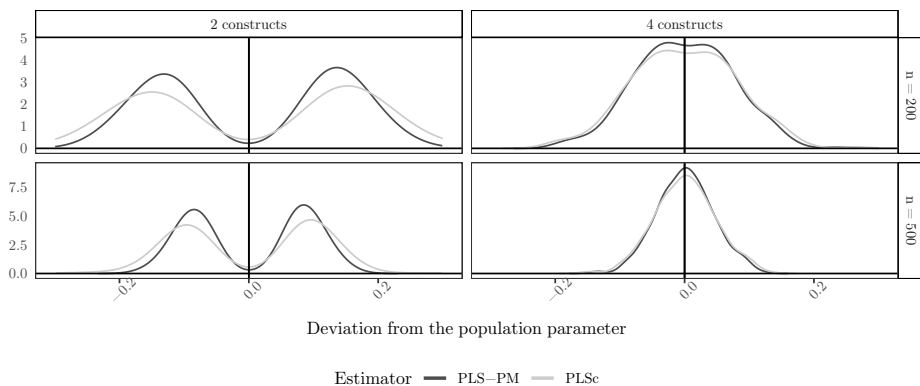 2 constructs 4 constructs
5
4
3
2
1
0
n = 200
7.5
5.0
2.5
0.0
n = 500
−0.2 0.0 0.2 −0.2 0.0 0.2
Deviation from the population parameter
Estimator PLS−PM PLSc